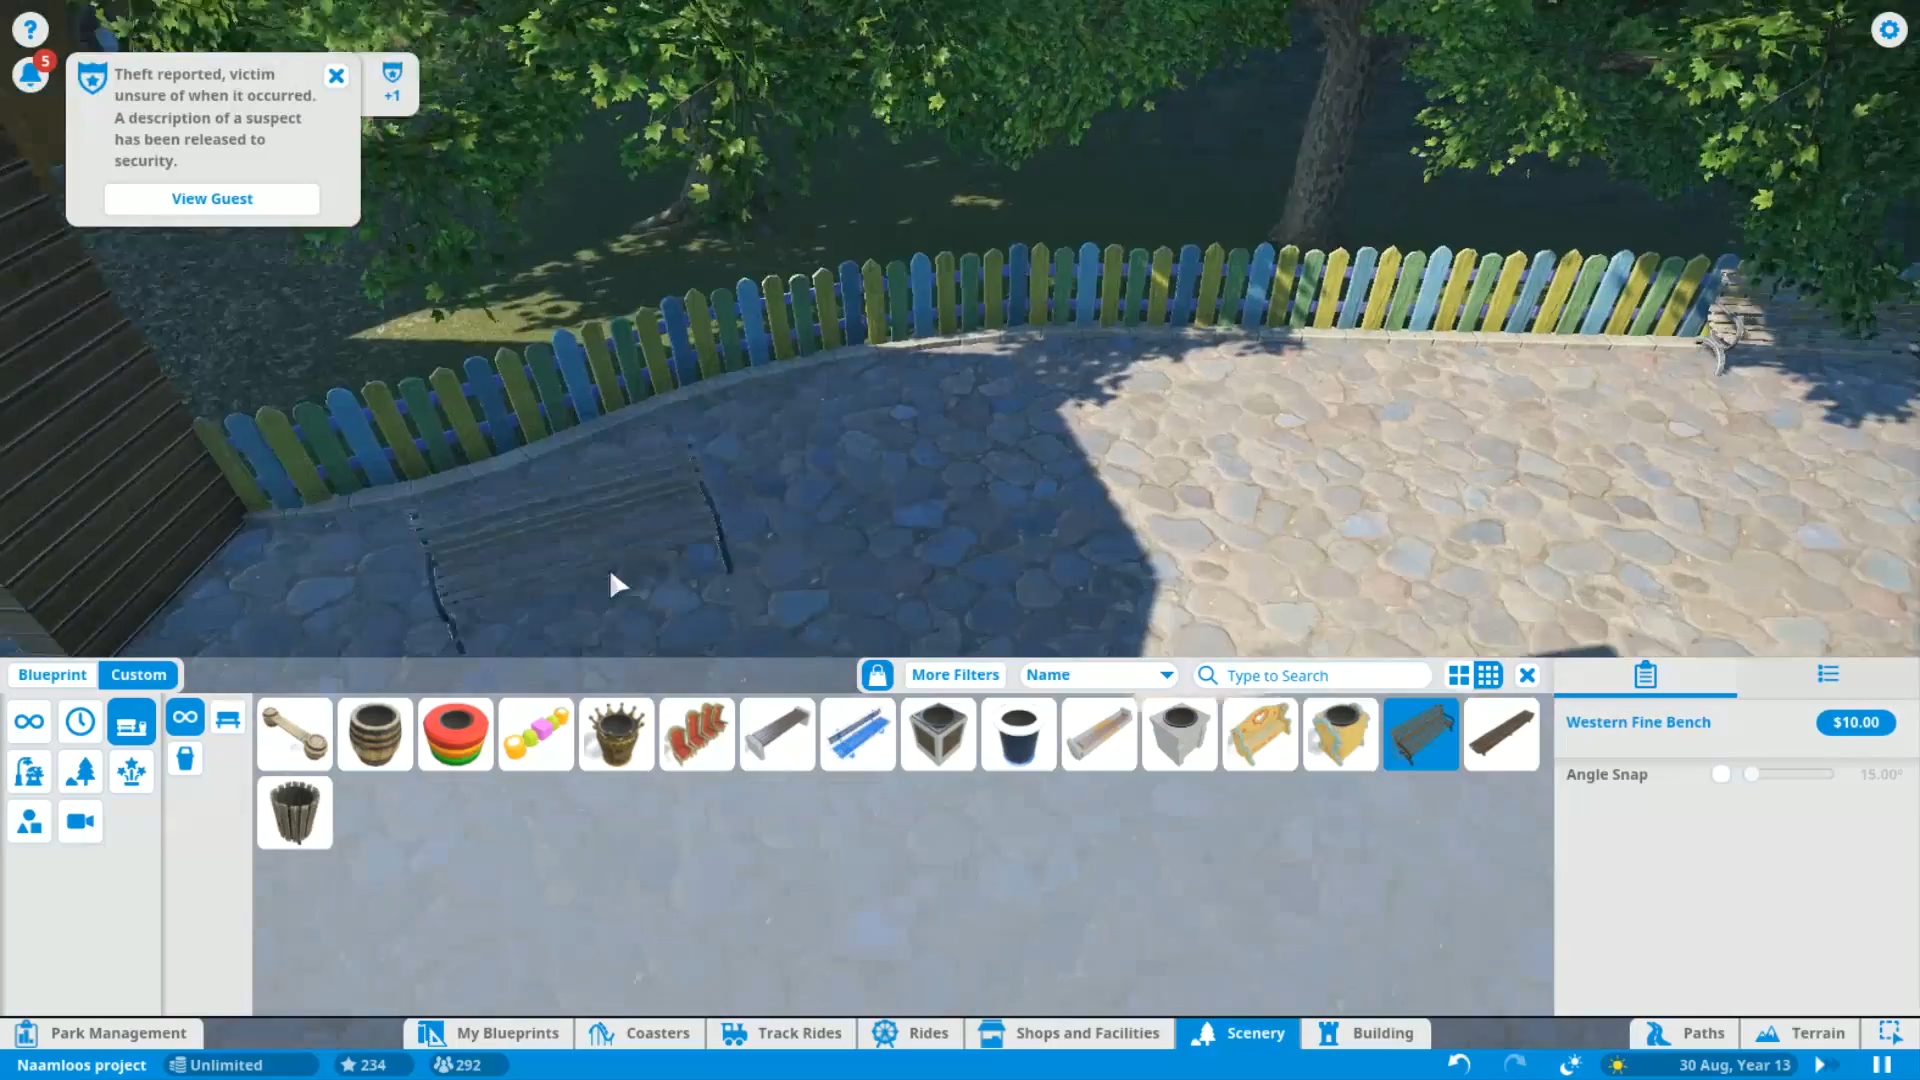 ?
5
Theft reported, victim
unsure of when it occurred.
A description of a suspect
has been released to
security.
+1
View Guest
Blueprint
Custom
More Filters
Name
Type to Search
Western Fine Bench
$10.00
Angle Snap
15.00°
Park Management
My Blueprints
Coasters
Track Rides
Rides
Shops and Facilities
Scenery
Building
Paths
Terrain
Naamloos project
Unlimited
234
292
30 Aug, Year 13